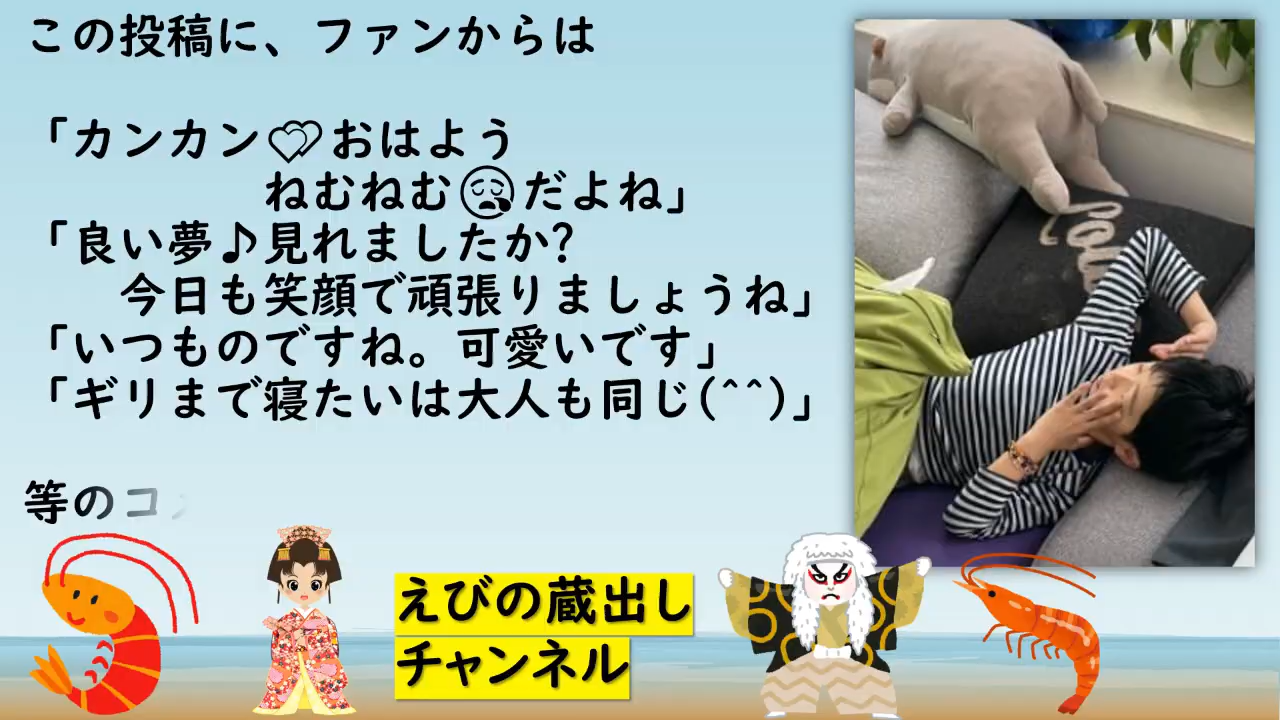 この投稿に、ファンからは
「カンカン💕おはよう
ねむねむ😪だよね」
「良い夢♪見れましたか?
今日も笑顔で頑張りましょうね」
「いつものですね。可愛いです」
「ギリまで寝たいは大人も同じ(^^)」
等のコ
えびの蔵出し
チャンネル